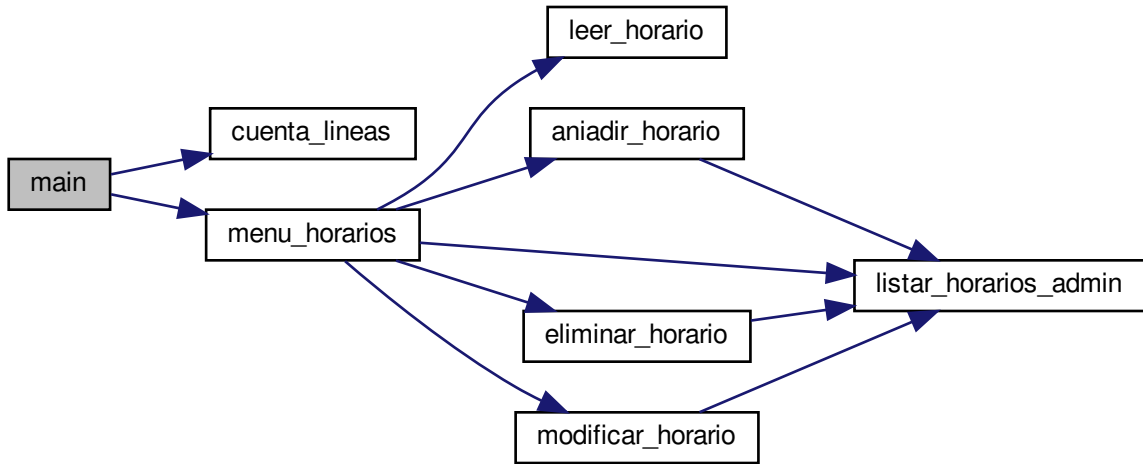 main
cuenta_lineas
menu_horarios
leer_horario
aniadir_horario
eliminar_horario
modificar_horario
listar_horarios_admin